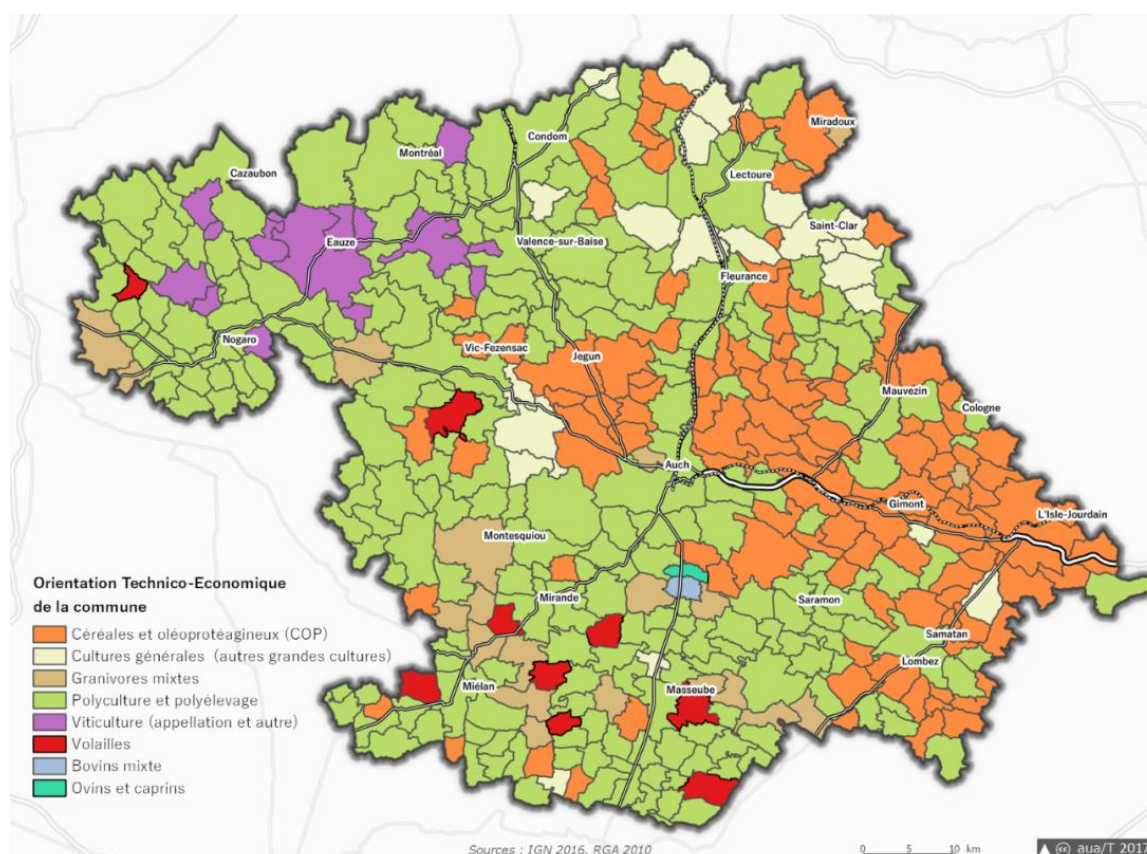 Miradoux
Condom
Montréal
Lectoure
Cazaubon
Saint-Clar
Eauze
Valence-sur-Baïse
Fleurance
Nogaro
Vic-Fezensac
Jegun
Mauvezin
Cologne
Auch
Gimont
L'Isle-Jourdain
Montesquiou
Mirande
Saramon
Samatan
Lombez
Miélan
Masseube
Orientation Technico-Economique
de la commune
Céréales et oléoprotéagineux (COP)
Cultures générales (autres grandes cultures)
Granivores mixtes
Polyculture et polyélevage
Viticulture (appellation et autre)
Volailles
Bovins mixte
Ovins et caprins
Sources : IGN 2016, RGA 2010
0 5 10 km
cc aua/T